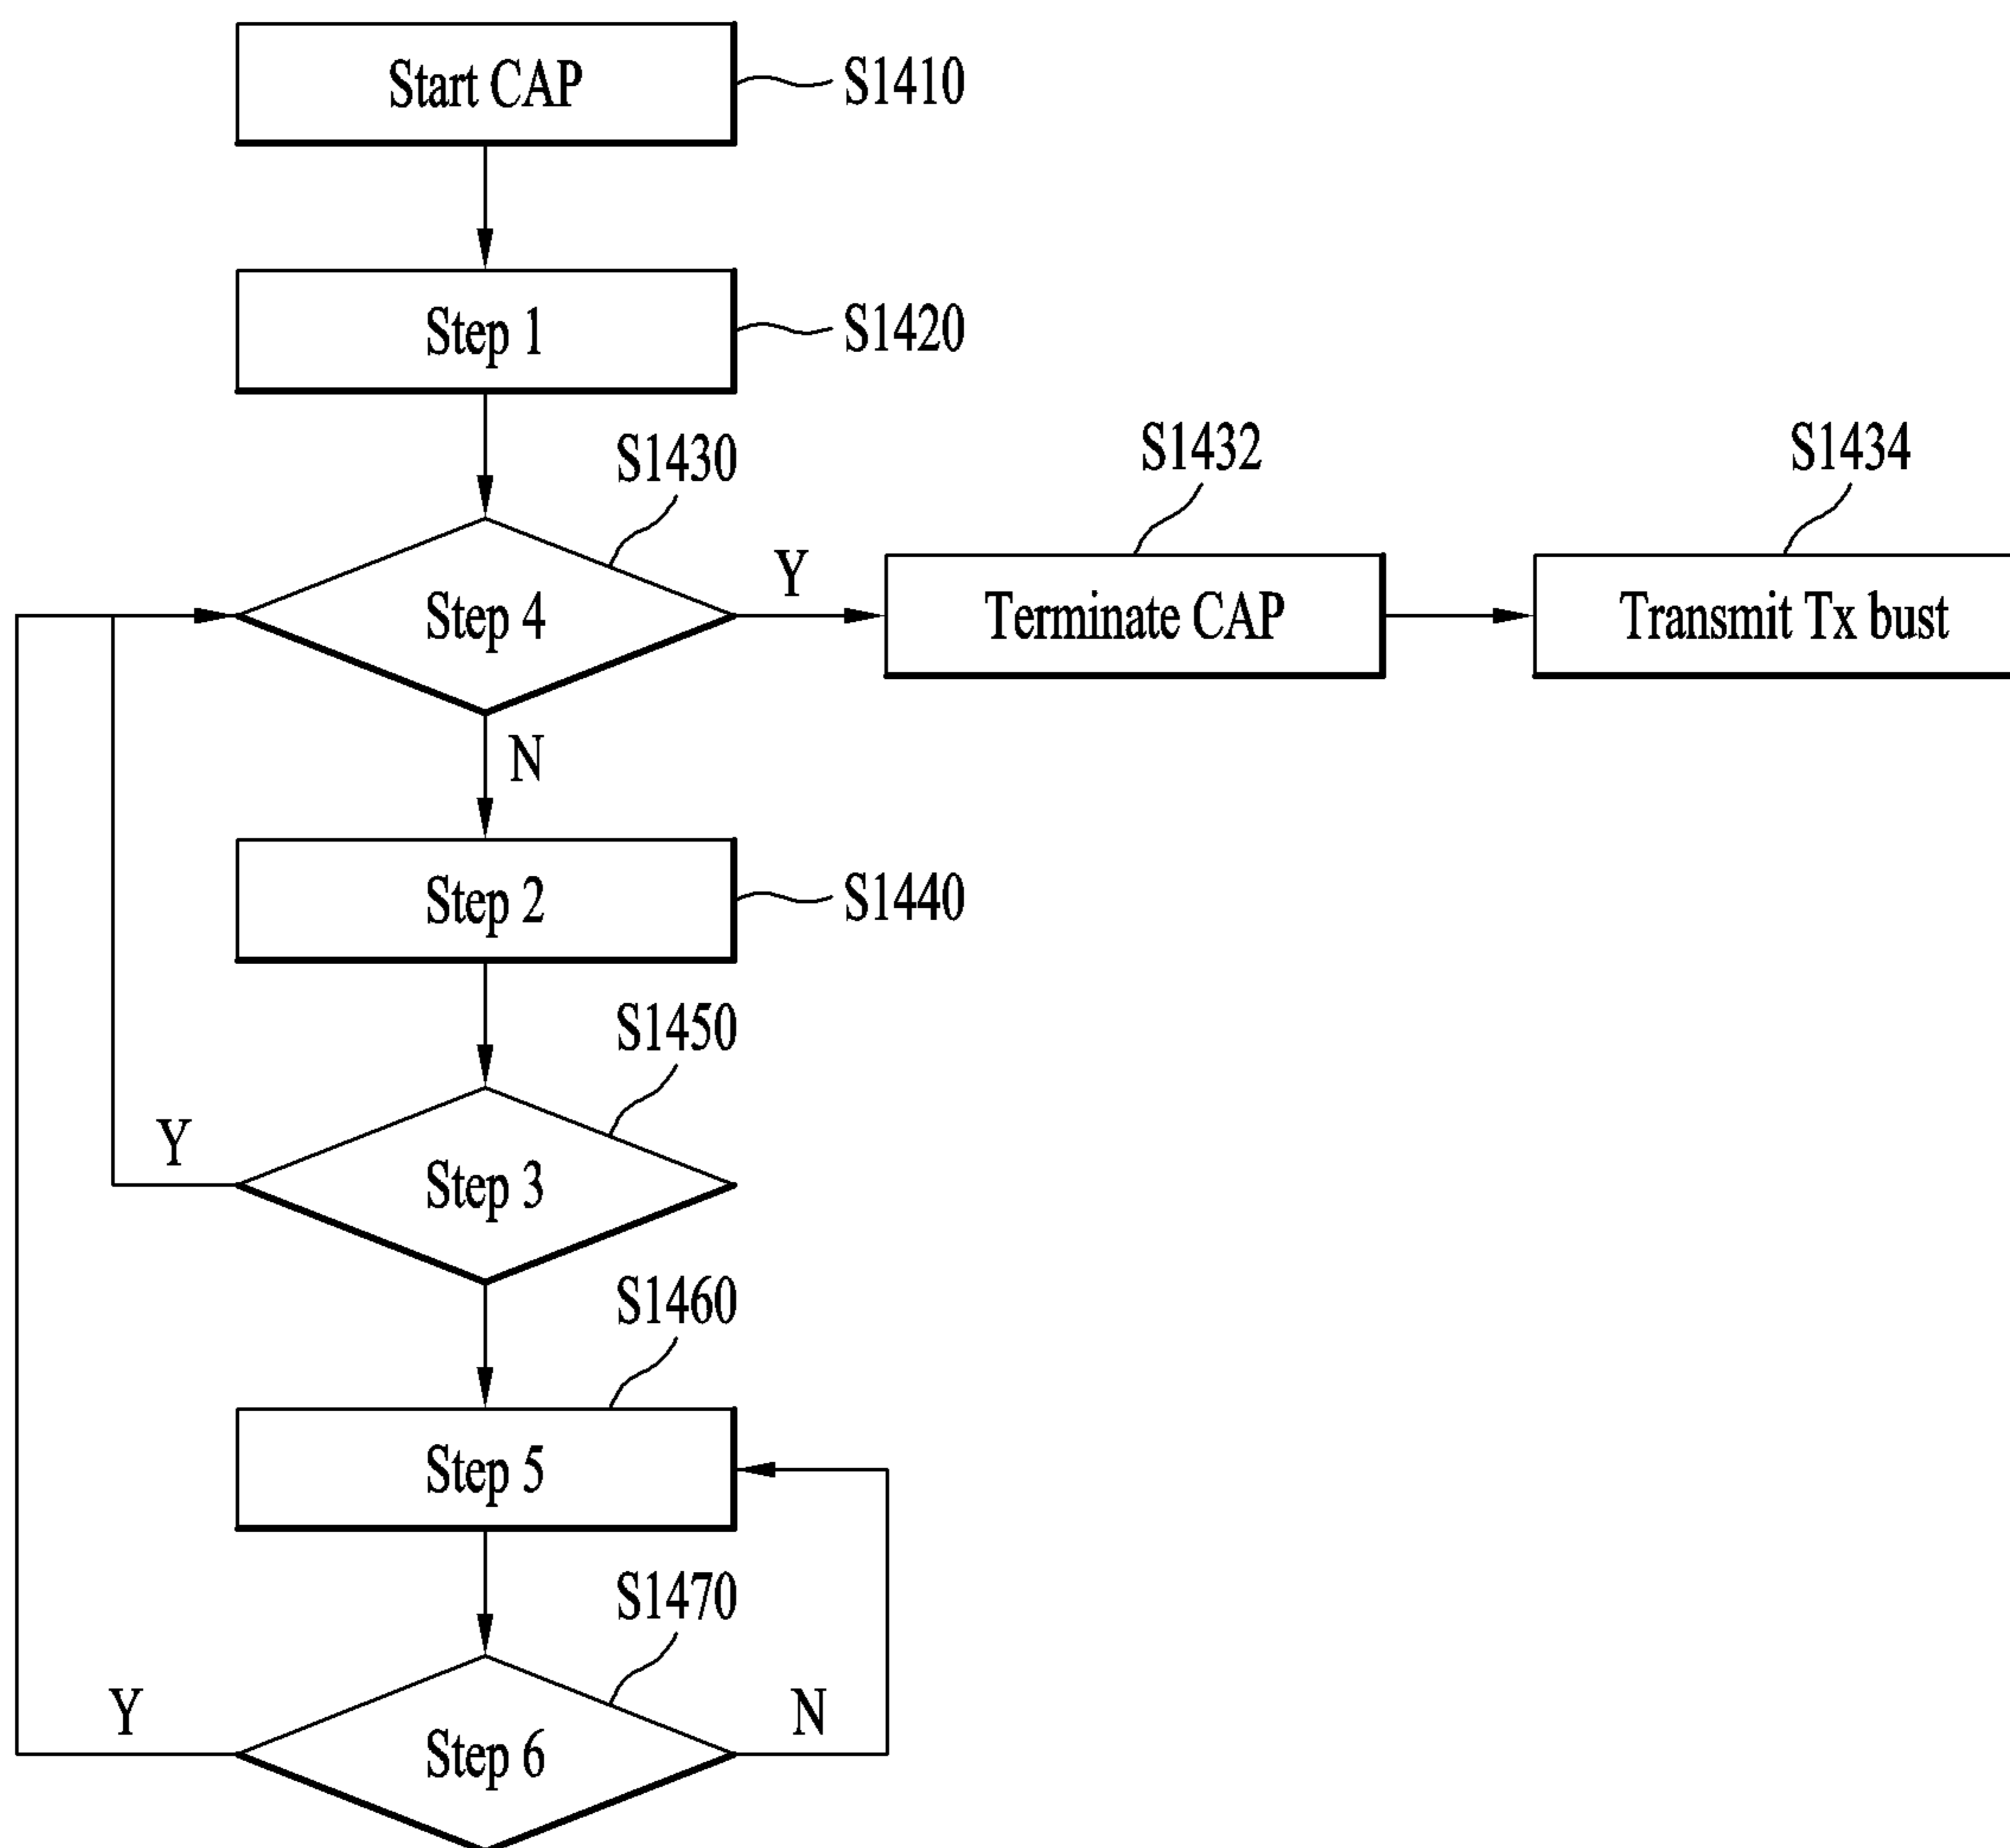 Start CAP
S1410
Step 1
S1420
S1430
S1432
S1434
Step 4
Y
Terminate CAP
Transmit Tx bust
N
Step 2
S1440
S1450
Y
Step 3
S1460
Step 5
S1470
Y
N
Step 6